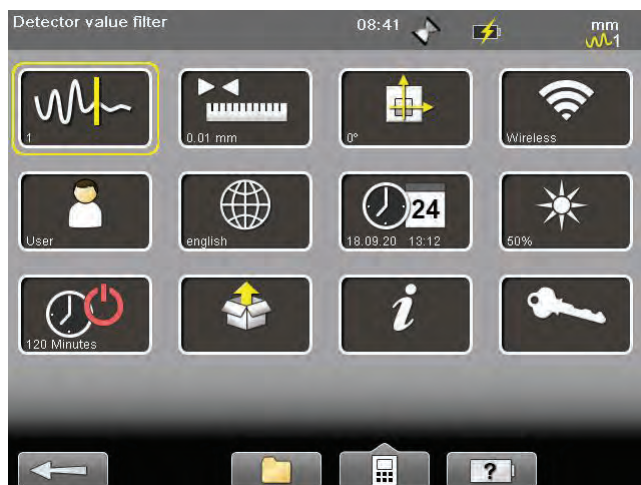 Detector value filter
08:41
mm
1
1
0.01 mm
0°
Wireless
User
english
24
18.09.20 13:12
50%
120 Minutes
i
?